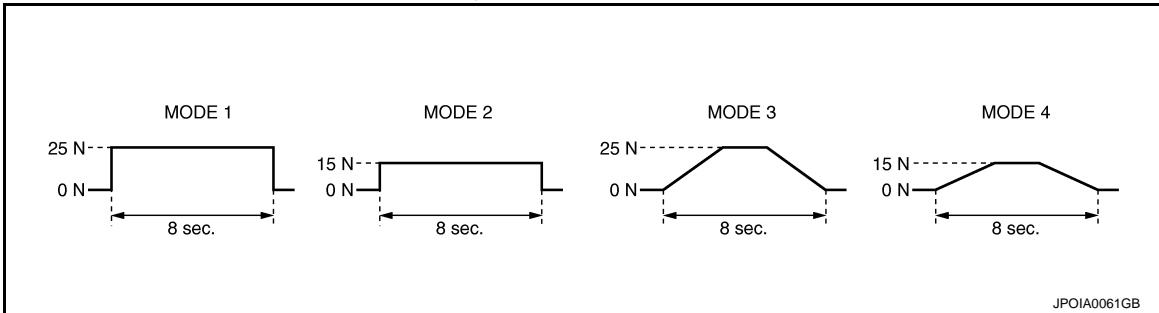 MODE 1 MODE 2 MODE 3 MODE 4
25 N 25 N
15 N 15 N
0 N 0 N 0 N 0 N
8 sec. 8 sec. 8 sec. 8 sec.
JPOIA0061GB